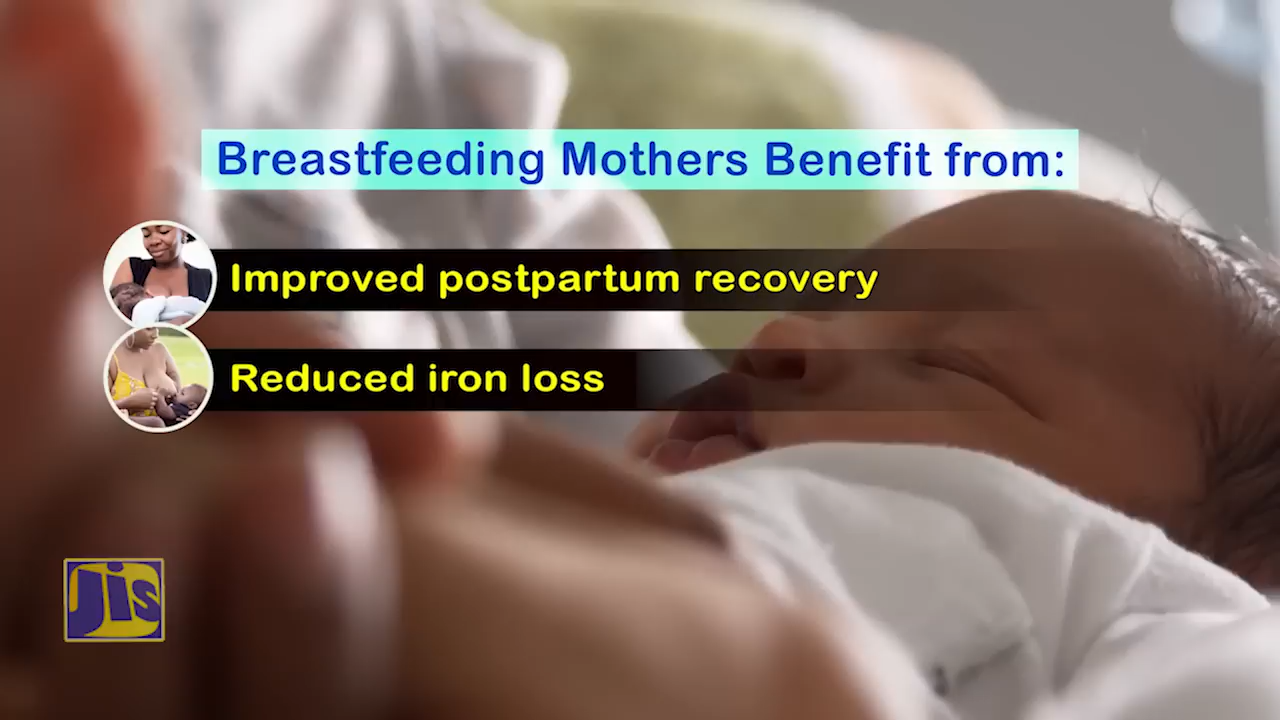 Breastfeeding Mothers Benefit from:
Improved postpartum recovery
Reduced iron loss
Jis